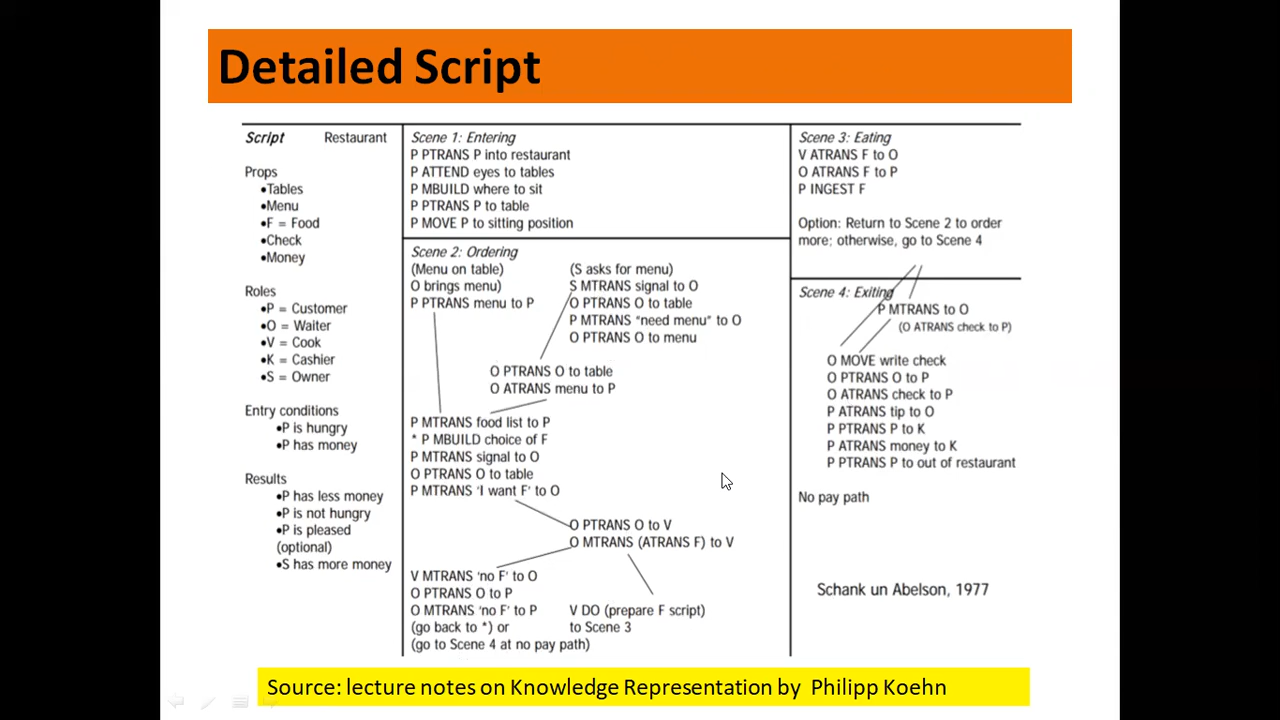 Detailed Script
Script Restaurant
Props
•Tables
•Menu
•F = Food
•Check
•Money
Roles
•P = Customer
•O = Waiter
•V = Cook
•K = Cashier
•S = Owner
Entry conditions
•P is hungry
•P has money
Results
•P has less money
•P is not hungry
•P is pleased
(optional)
•S has more money
Scene 1: Entering
P PTRANS P into restaurant
P ATTEND eyes to tables
P MBUILD where to sit
P PTRANS P to table
P MOVE P to sitting position
Scene 2: Ordering
(Menu on table)
O brings menu)
P PTRANS menu to P
(S asks for menu)
S MTRANS signal to O
O PTRANS O to table
P MTRANS “need menu” to O
O PTRANS O to menu
O PTRANS O to table
O ATRANS menu to P
P MTRANS food list to P
* P MBUILD choice of F
P MTRANS signal to O
O PTRANS O to table
P MTRANS ‘I want F’ to O
O PTRANS O to V
O MTRANS (ATRANS F) to V
V MTRANS ‘no F’ to O
O PTRANS O to P
O MTRANS ‘no F’ to P
(go back to *) or
(go to Scene 4 at no pay path)
V DO (prepare F script)
to Scene 3
Scene 3: Eating
V ATRANS F to O
O ATRANS F to P
P INGEST F
Option: Return to Scene 2 to order
more; otherwise, go to Scene 4
Scene 4: Exiting
P MTRANS to O
(O ATRANS check to P)
O MOVE write check
O PTRANS O to P
O ATRANS check to P
P ATRANS tip to O
P PTRANS P to K
P ATRANS money to K
P PTRANS P to out of restaurant
No pay path
Schank un Abelson, 1977
Source: lecture notes on Knowledge Representation by Philipp Koehn